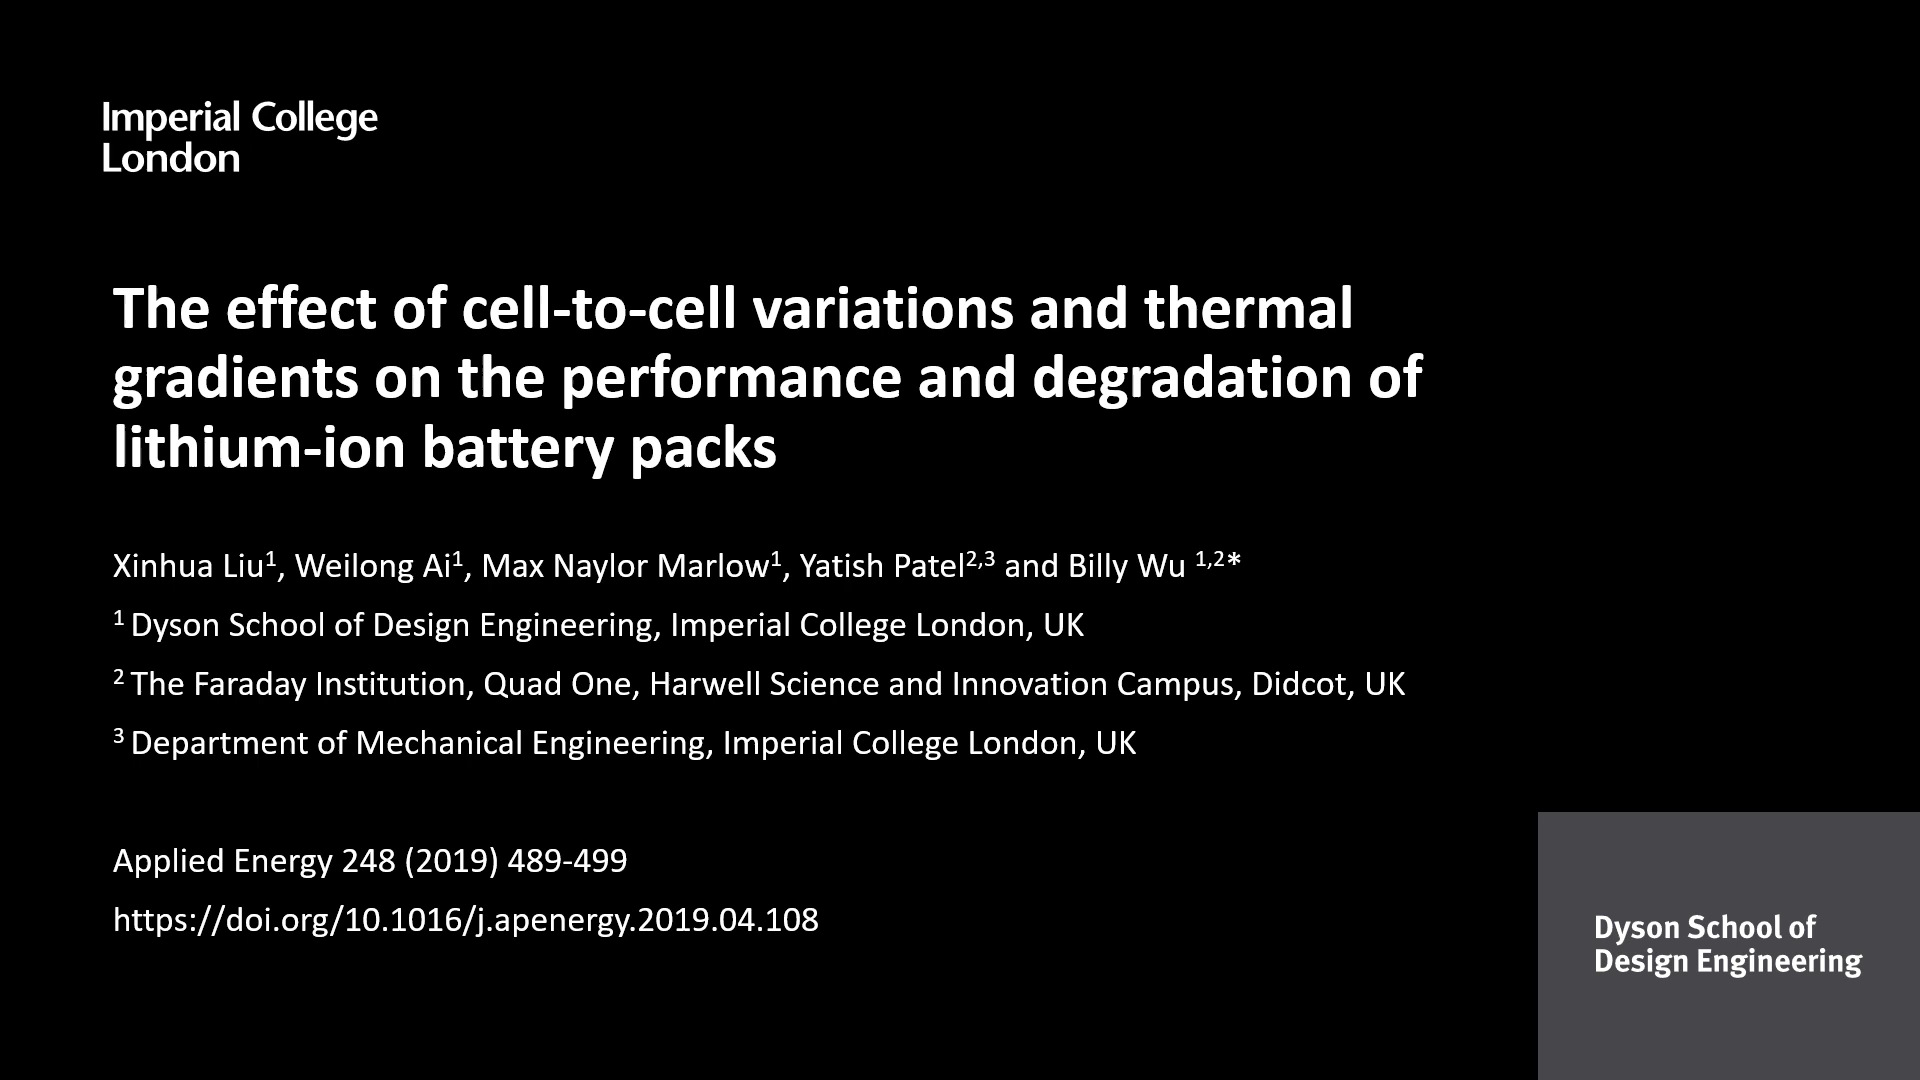 Imperial College
London
The effect of cell-to-cell variations and thermal
gradients on the performance and degradation of
lithium-ion battery packs
Xinhua Liu¹, Weilong Ai¹, Max Naylor Marlow¹, Yatish Patel²,³ and Billy Wu ¹,²*
¹ Dyson School of Design Engineering, Imperial College London, UK
² The Faraday Institution, Quad One, Harwell Science and Innovation Campus, Didcot, UK
³ Department of Mechanical Engineering, Imperial College London, UK
Applied Energy 248 (2019) 489-499
https://doi.org/10.1016/j.apenergy.2019.04.108
Dyson School of
Design Engineering